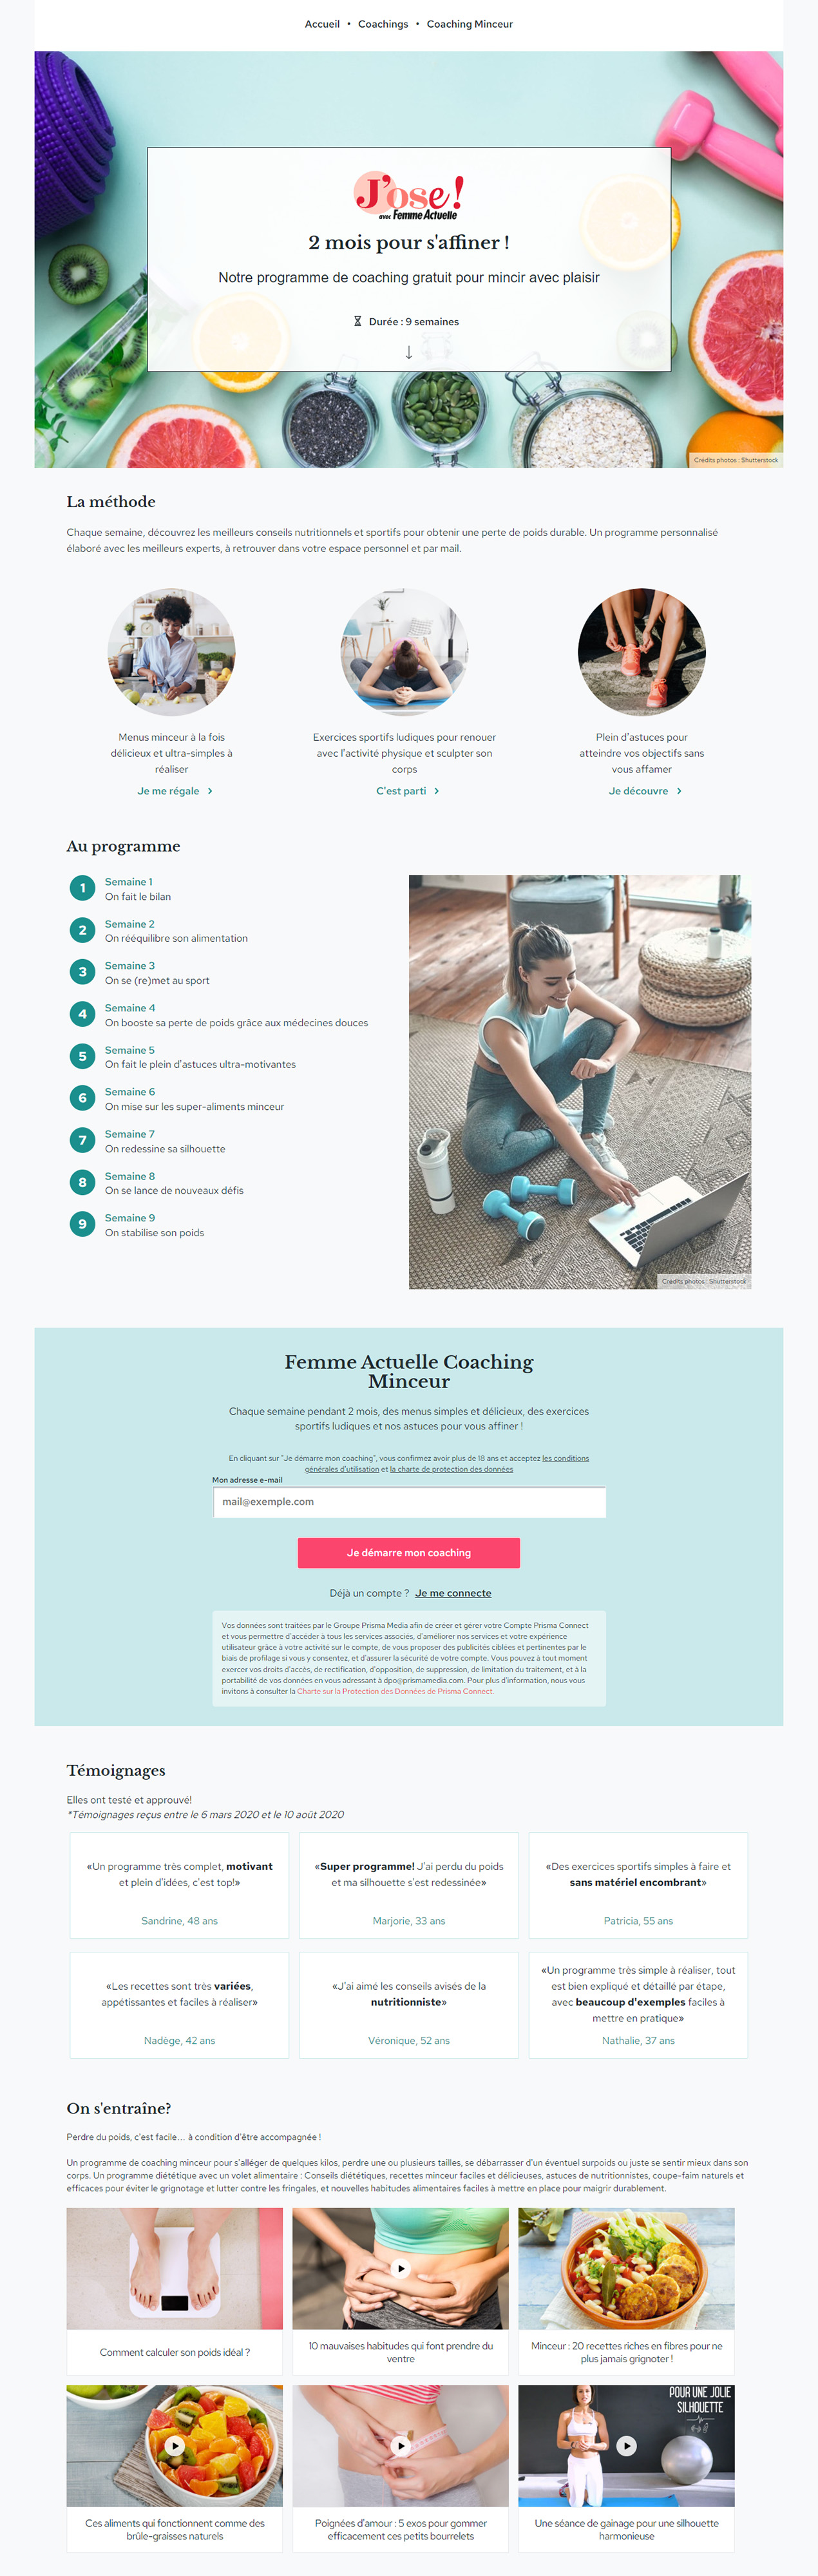 Accueil • Coachings • Coaching Minceur
J'ose!
avec Femme Actuelle
2 mois pour s'affiner !
Notre programme de coaching gratuit pour mincir avec plaisir
Durée : 9 semaines
Crédits photos : Shutterstock
La méthode
Chaque semaine, découvrez les meilleurs conseils nutritionnels et sportifs pour obtenir une perte de poids durable. Un programme personnalisé
élaboré avec les meilleurs experts, à retrouver dans votre espace personnel et par mail.
Menus minceur à la fois
délicieux et ultra-simples à
réaliser
Je me régale
Exercices sportifs ludiques pour renouer
avec l'activité physique et sculpter son
corps
C'est parti
Plein d'astuces pour
atteindre vos objectifs sans
vous affamer
Je découvre
Au programme
1 Semaine 1
On fait le bilan
2 Semaine 2
On rééquilibre son alimentation
3 Semaine 3
On se (re)met au sport
4 Semaine 4
On booste sa perte de poids grâce aux médecines douces
5 Semaine 5
On fait le plein d'astuces ultra-motivantes
6 Semaine 6
On mise sur les super-aliments minceur
7 Semaine 7
On redessine sa silhouette
8 Semaine 8
On se lance de nouveaux défis
9 Semaine 9
On stabilise son poids
Crédits photos : Shutterstock
Femme Actuelle Coaching
Minceur
Chaque semaine pendant 2 mois, des menus simples et délicieux, des exercices
sportifs ludiques et nos astuces pour vous affiner !
En cliquant sur "Je démarre mon coaching", vous confirmez avoir plus de 18 ans et acceptez les conditions
générales d'utilisation et la charte de protection des données
Mon adresse e-mail
mail@exemple.com
Je démarre mon coaching
Déjà un compte ? Je me connecte
Vos données sont traitées par le Groupe Prisma Media afin de créer et gérer votre Compte Prisma Connect
et vous permettre d'accéder à tous les services associés, d'améliorer nos services et votre expérience
utilisateur grâce à votre activité sur le compte, de vous proposer des publicités ciblées et pertinentes par le
biais de profilage si vous y consentez, et d'assurer la sécurité de votre compte. Vous pouvez à tout moment
exercer vos droits d'accès, de rectification, d'opposition, de suppression, de limitation du traitement, et à la
portabilité de vos données en vous adressant à dpo@prismamedia.com. Pour plus d'information, nous vous
invitons à consulter la Charte sur la Protection des Données de Prisma Connect.
Témoignages
Elles ont testé et approuvé!
*Témoignages reçus entre le 6 mars 2020 et le 10 août 2020
«Un programme très complet, motivant
et plein d'idées, c'est top!»
Sandrine, 48 ans
«Super programme! J'ai perdu du poids
et ma silhouette s'est redessinée»
Marjorie, 33 ans
«Des exercices sportifs simples à faire et
sans matériel encombrant»
Patricia, 55 ans
«Les recettes sont très variées,
appétissantes et faciles à réaliser»
Nadège, 42 ans
«J'ai aimé les conseils avisés de la
nutritionniste»
Véronique, 52 ans
«Un programme très simple à réaliser, tout
est bien expliqué et détaillé par étape,
avec beaucoup d'exemples faciles à
mettre en pratique»
Nathalie, 37 ans
On s'entraîne?
Perdre du poids, c'est facile... à condition d'être accompagnée !
Un programme de coaching minceur pour s'alléger de quelques kilos, perdre une ou plusieurs tailles, se débarrasser d'un éventuel surpoids ou juste se sentir mieux dans son
corps. Un programme diététique avec un volet alimentaire : Conseils diététiques, recettes minceur faciles et délicieuses, astuces de nutritionnistes, coupe-faim naturels et
efficaces pour éviter le grignotage et lutter contre les fringales, et nouvelles habitudes alimentaires faciles à mettre en place pour maigrir durablement.
Comment calculer son poids idéal ?
10 mauvaises habitudes qui font prendre du
ventre
Minceur : 20 recettes riches en fibres pour ne
plus jamais grignoter !
POUR UNE JOLIE
SILHOUETTE
Ces aliments qui fonctionnent comme des
brûle-graisses naturels
Poignées d'amour : 5 exos pour gommer
efficacement ces petits bourrelets
Une séance de gainage pour une silhouette
harmonieuse